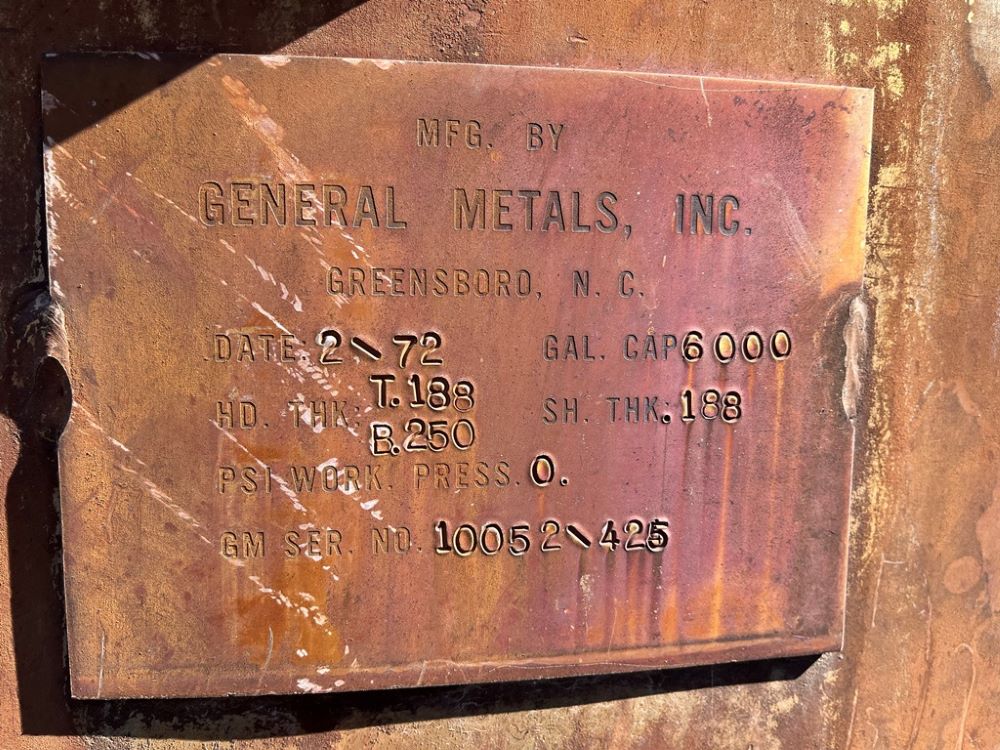 MFG. BY
GENERAL METALS, INC.
GREENSBORO, N. C.
DATE: 2\72 GAL. CAP 6000
HD. THK: T.188 B.250 SH. THK: .188
PSI WORK. PRESS. 0.
GM SER. NO. 10052\425